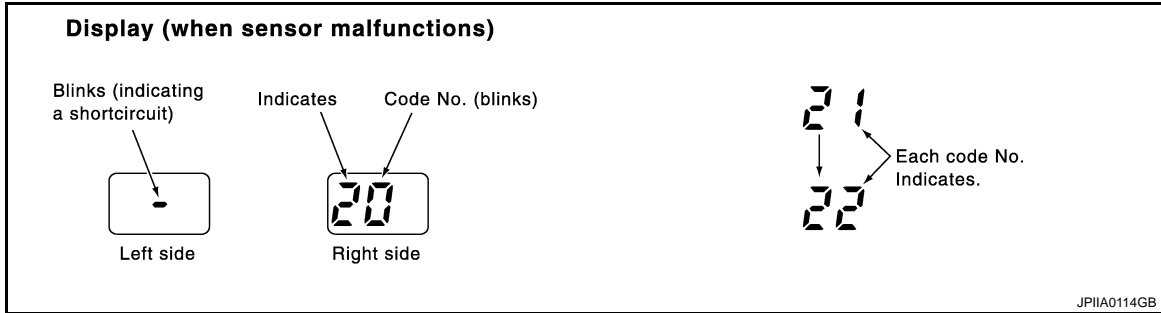 Display (when sensor malfunctions)
Blinks (indicating
a shortcircuit)
Indicates
Code No. (blinks)
-
20
Left side
Right side
21
22
Each code No.
Indicates.
JPIIA0114GB